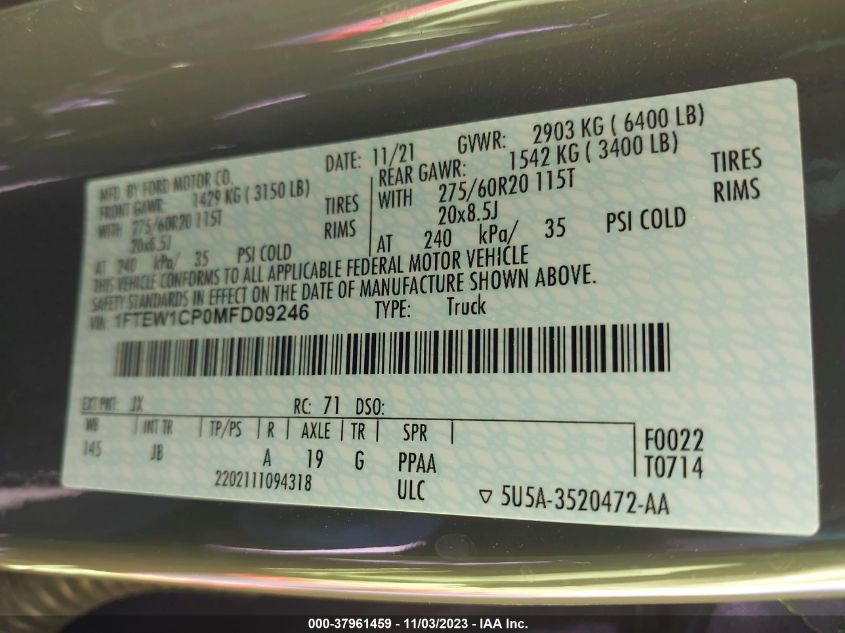 MFD. BY FORD MOTOR CO.
DATE: 11/21 GVWR: 2903 KG ( 6400 LB)
FRONT GAWR: 1429 KG ( 3150 LB)
REAR GAWR: 1542 KG ( 3400 LB)
WITH 275/60R20 115T TIRES
WITH 275/60R20 115T TIRES
20x8.5J RIMS
20x8.5J RIMS
AT 240 kPa/ 35 PSI COLD
AT 240 kPa/ 35 PSI COLD
THIS VEHICLE CONFORMS TO ALL APPLICABLE FEDERAL MOTOR VEHICLE
SAFETY STANDARDS IN EFFECT ON THE DATE OF MANUFACTURE SHOWN ABOVE.
VIN: 1FTEW1CP0MFD09246 TYPE: Truck
EXT PNT: JX RC: 71 DSO:
WB INT TR TP/PS R AXLE TR SPR
145 JB A 19 G PPAA
F0022
T0714
2202111094318 ULC ▽ 5U5A-3520472-AA
000-37961459 - 11/03/2023 - IAA Inc.